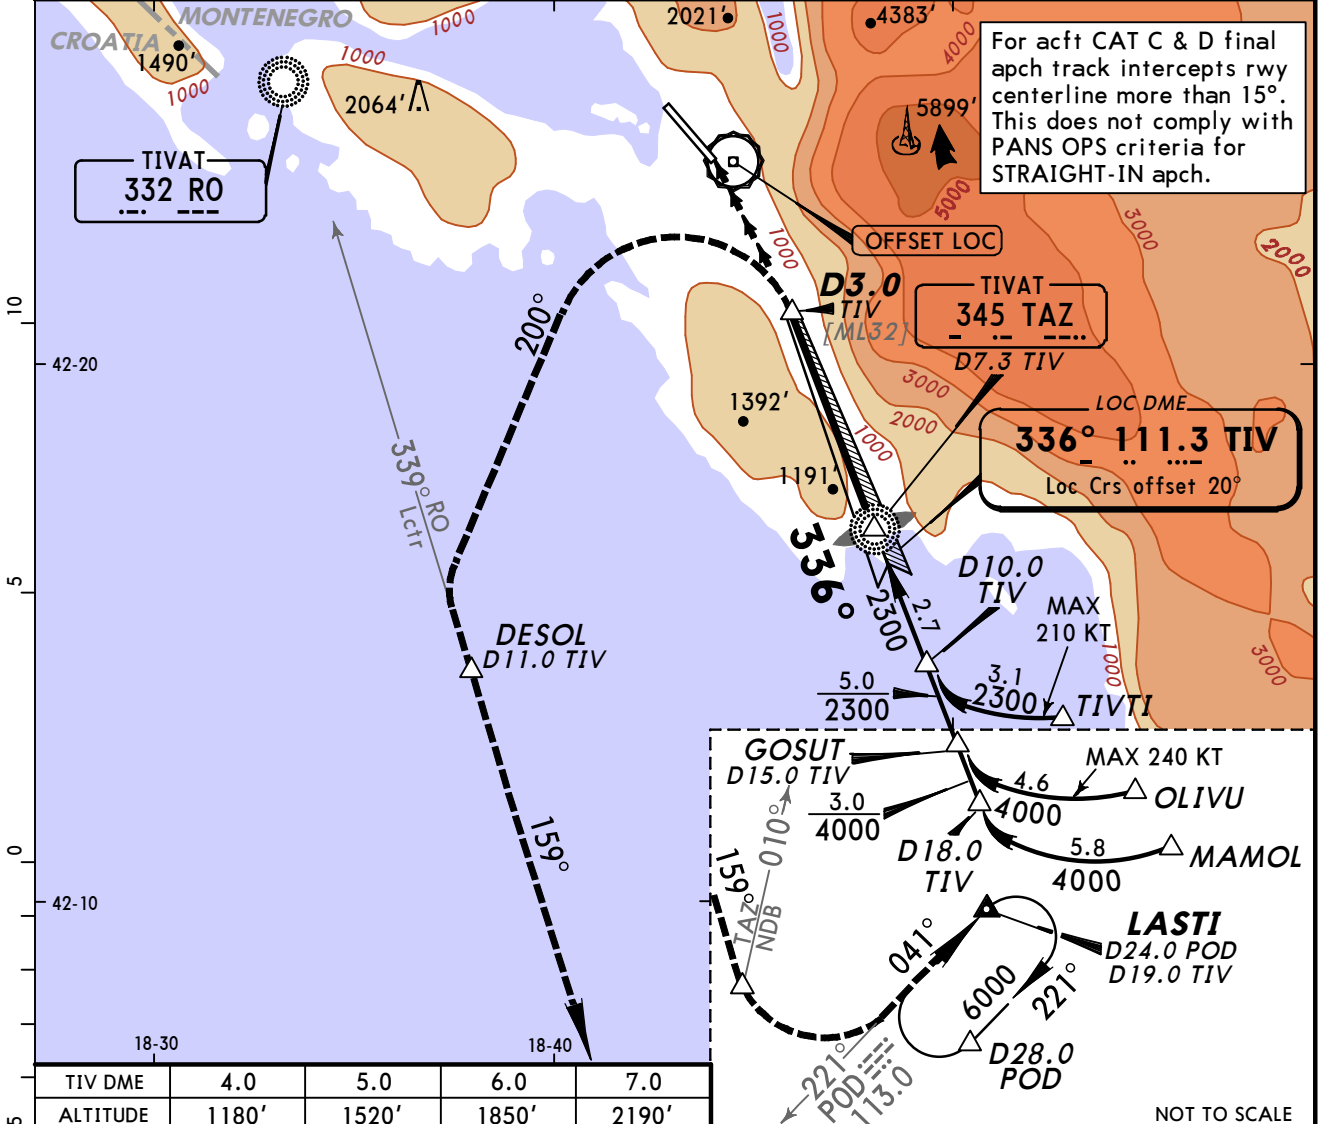 MONTENEGRO
CROATIA
1490'
1000
1000
1000
2021'
1000
4383'
4000
For acft CAT C & D final
apch track intercepts rwy
centerline more than 15°.
This does not comply with
PANS OPS criteria for
STRAIGHT-IN apch.
2064'
5899'
5000
3000
2000
TIVAT
332 RO
OFFSET LOC
1000
D3.0
TIV
[ML32]
TIVAT
345 TAZ
D7.3 TIV
3000
2000
1000
LOC DME
336° 111.3 TIV
Loc Crs offset 20°
10
42-20
200°
1392'
1191'
339° RO
Lctr
336°
2300
2.7
D10.0
TIV
MAX
210 KT
1000
3000
5
DESOL
D11.0 TIV
5.0
2300
3.1
2300
TIVTI
GOSUT
D15.0 TIV
MAX 240 KT
4.6
4000
OLIVU
3.0
4000
D18.0
TIV
5.8
4000
MAMOL
0
42-10
159°
159°
TAZ 010°
NDB
041°
LASTI
D24.0 POD
D19.0 TIV
6000
221°
D28.0
POD
221°
POD
113.0
18-30
18-40
NOT TO SCALE
TIV DME 4.0 5.0 6.0 7.0
ALTITUDE 1180' 1520' 1850' 2190'
5